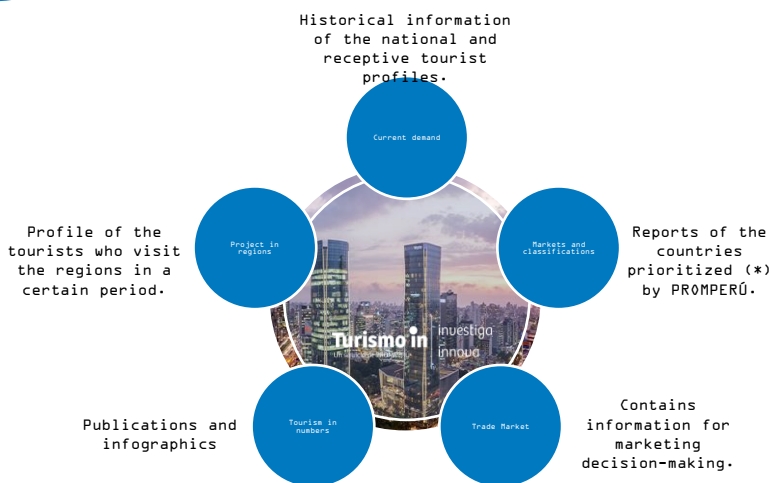 Historical information
of the national and
receptive tourist
profiles.
Current demand
Project in
regions
Profile of the
tourists who visit
the regions in a
certain period.
Markets and
classifications
Reports of the
countries
prioritized (*)
by PROMPERÚ.
Turismo in
investiga
innova
Publications and
infographics
Tourism in
numbers
Trade Market
Contains
information for
marketing
decision-making.